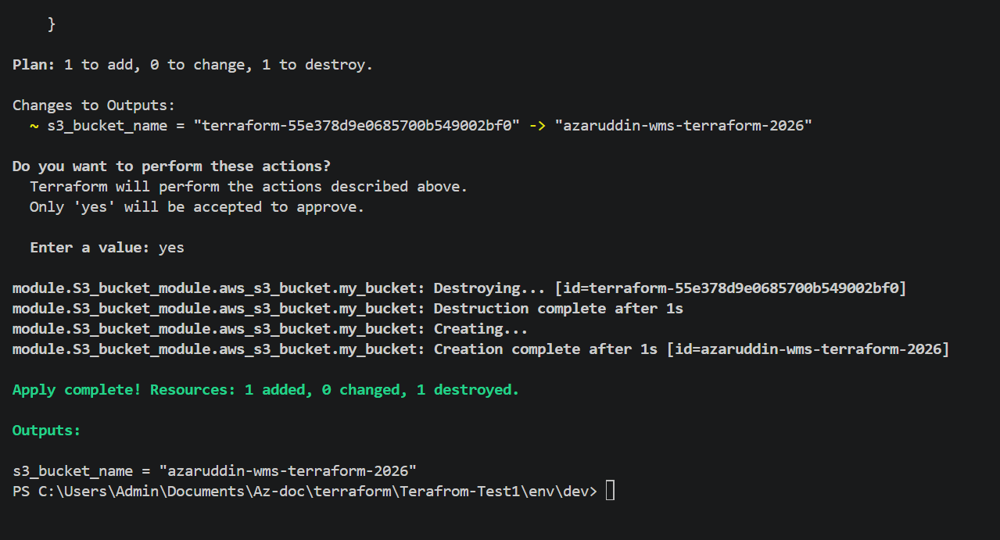 }
Plan: 1 to add, 0 to change, 1 to destroy.
Changes to Outputs:
~ s3_bucket_name = "terraform-55e378d9e0685700b549002bf0" -> "azaruddin-wms-terraform-2026"
Do you want to perform these actions?
Terraform will perform the actions described above.
Only 'yes' will be accepted to approve.
Enter a value: yes
module.S3_bucket_module.aws_s3_bucket.my_bucket: Destroying... [id=terraform-55e378d9e0685700b549002bf0]
module.S3_bucket_module.aws_s3_bucket.my_bucket: Destruction complete after 1s
module.S3_bucket_module.aws_s3_bucket.my_bucket: Creating...
module.S3_bucket_module.aws_s3_bucket.my_bucket: Creation complete after 1s [id=azaruddin-wms-terraform-2026]
Apply complete! Resources: 1 added, 0 changed, 1 destroyed.
Outputs:
s3_bucket_name = "azaruddin-wms-terraform-2026"
PS C:\Users\Admin\Documents\Az-doc\terraform\Terafrom-Test1\env\dev>